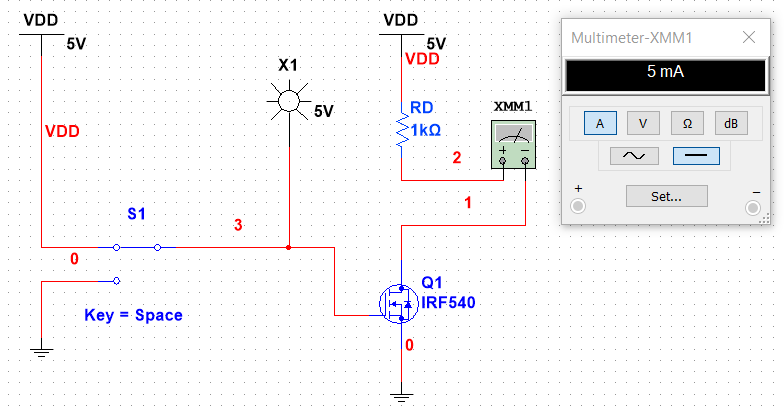 VDD
5V
VDD
X1
5V
S1
3
0
Key = Space
VDD
5V
VDD
RD
1kΩ
XMM1
+ −
2
1
Q1
IRF540
0
Multimeter-XMM1
5 mA
A V Ω dB
Set...
+ −